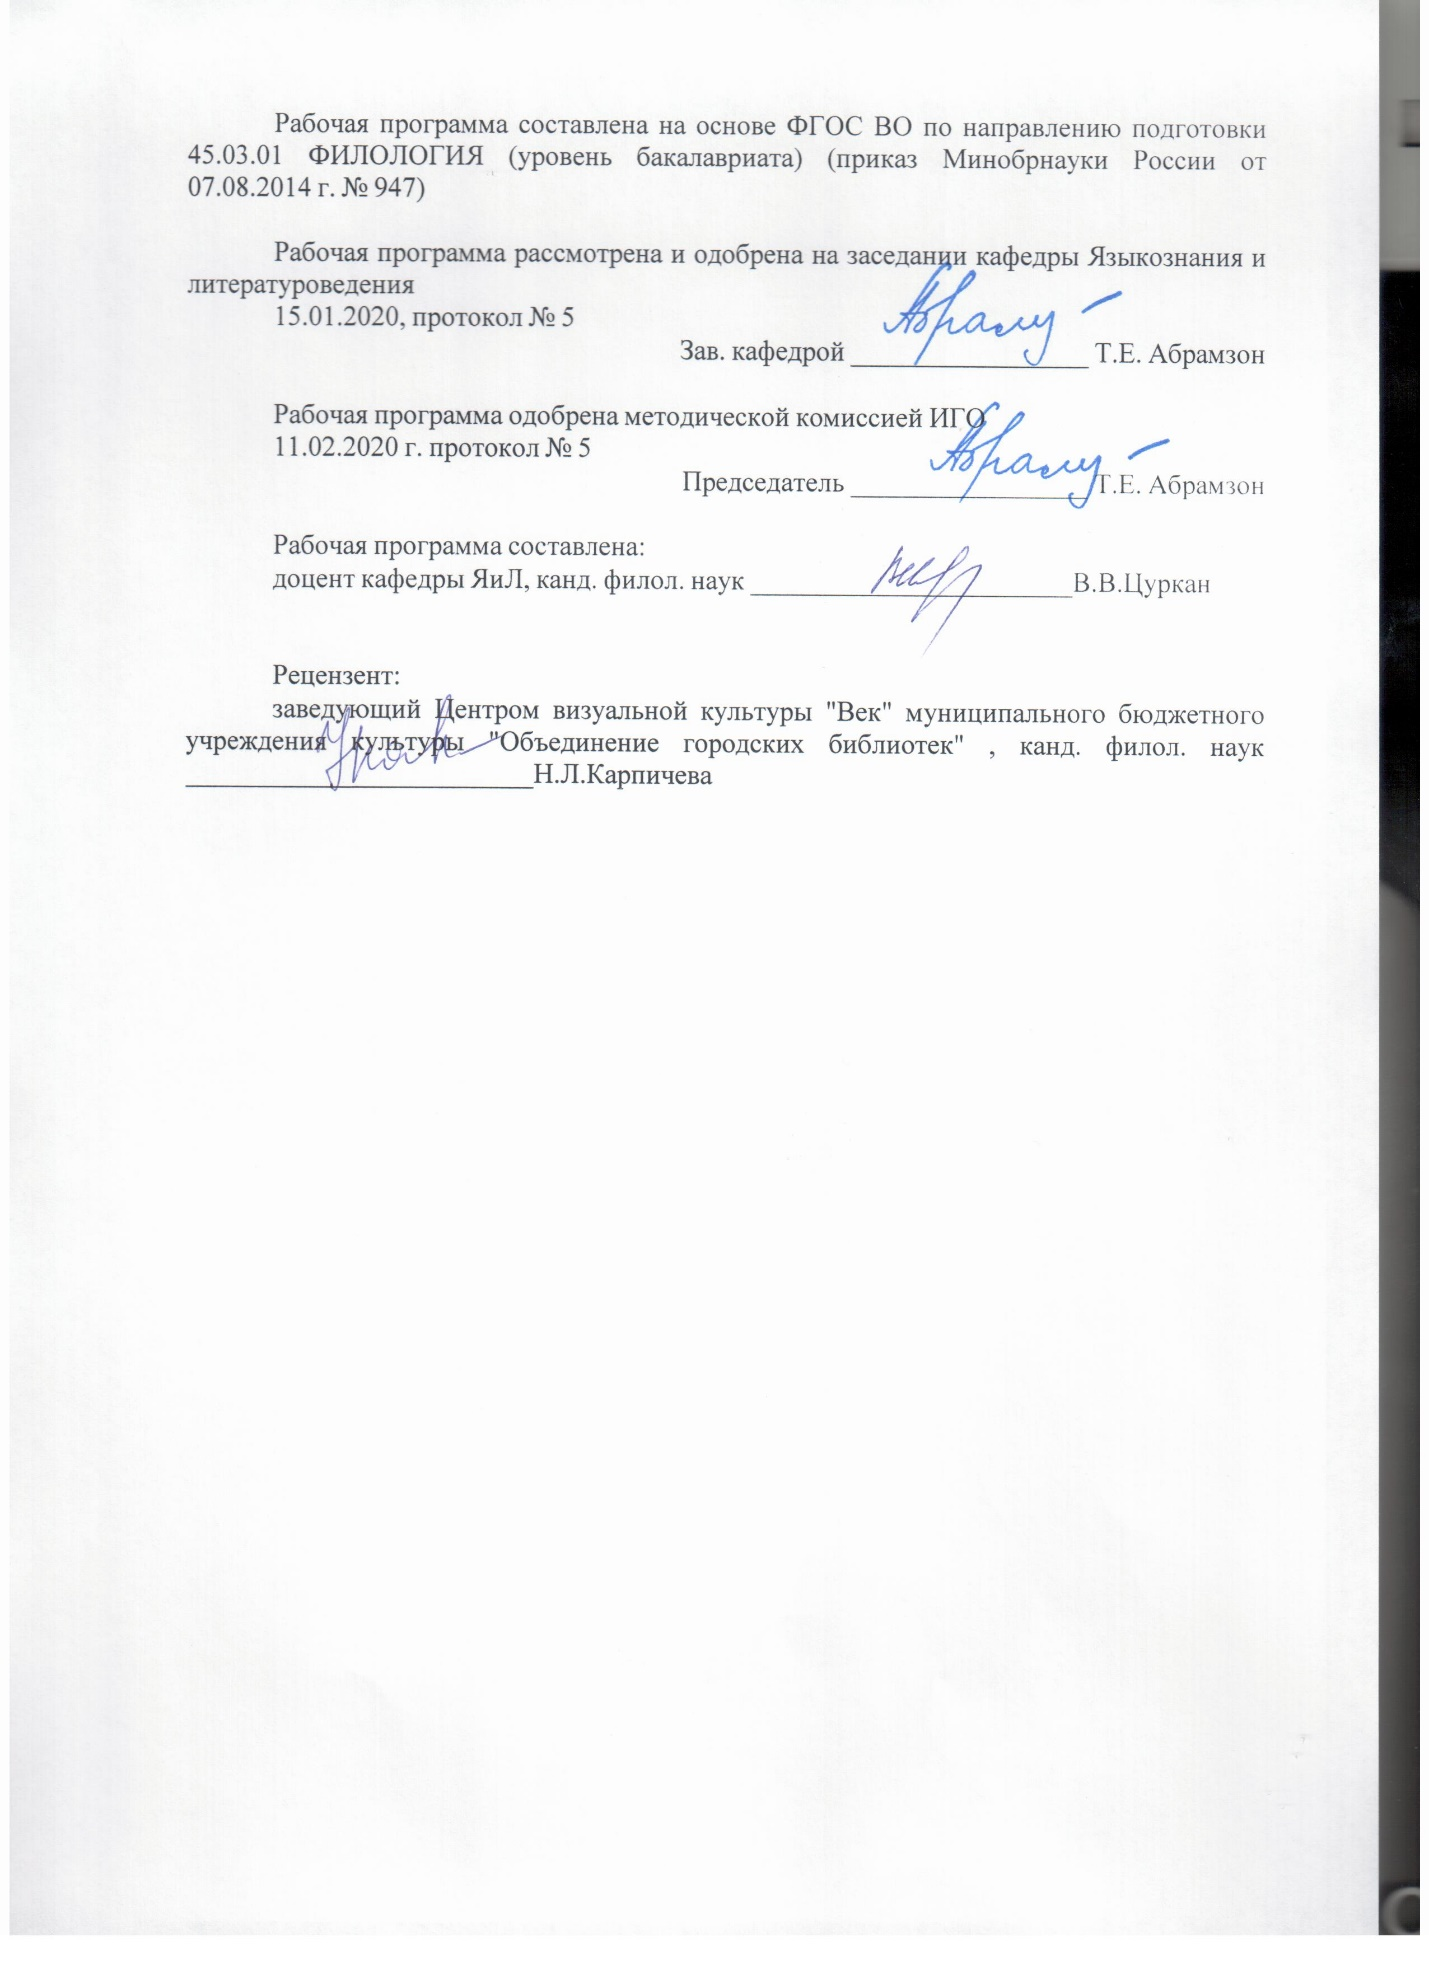 Рабочая программа составлена на основе ФГОС ВО по направлению подготовки
45.03.01 ФИЛОЛОГИЯ (уровень бакалавриата) (приказ Минобрнауки России от
07.08.2014 г. № 947)
Рабочая программа рассмотрена и одобрена на заседании кафедры Языкознания и
литературоведения
15.01.2020, протокол № 5
Зав. кафедрой _________________ Т.Е. Абрамзон
Рабочая программа одобрена методической комиссией ИГО
11.02.2020 г. протокол № 5
Председатель _________________ Т.Е. Абрамзон
Рабочая программа составлена:
доцент кафедры ЯиЛ, канд. филол. наук _______________________В.В.Цуркан
Рецензент:
заведующий Центром визуальной культуры "Век" муниципального бюджетного
учреждения культуры "Объединение городских библиотек" , канд. филол. наук
_________________________Н.Л.Карпичева